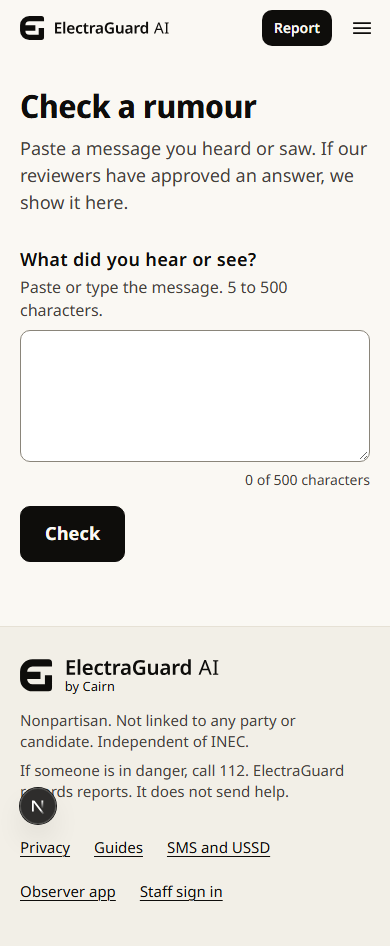 ElectraGuard AI
Report
Check a rumour
Paste a message you heard or saw. If our
reviewers have approved an answer, we
show it here.
What did you hear or see?
Paste or type the message. 5 to 500
characters.
0 of 500 characters
Check
ElectraGuard AI
by Cairn
Nonpartisan. Not linked to any party or
candidate. Independent of INEC.
If someone is in danger, call 112. ElectraGuard
records reports. It does not send help.
N
Privacy Guides SMS and USSD
Observer app Staff sign in